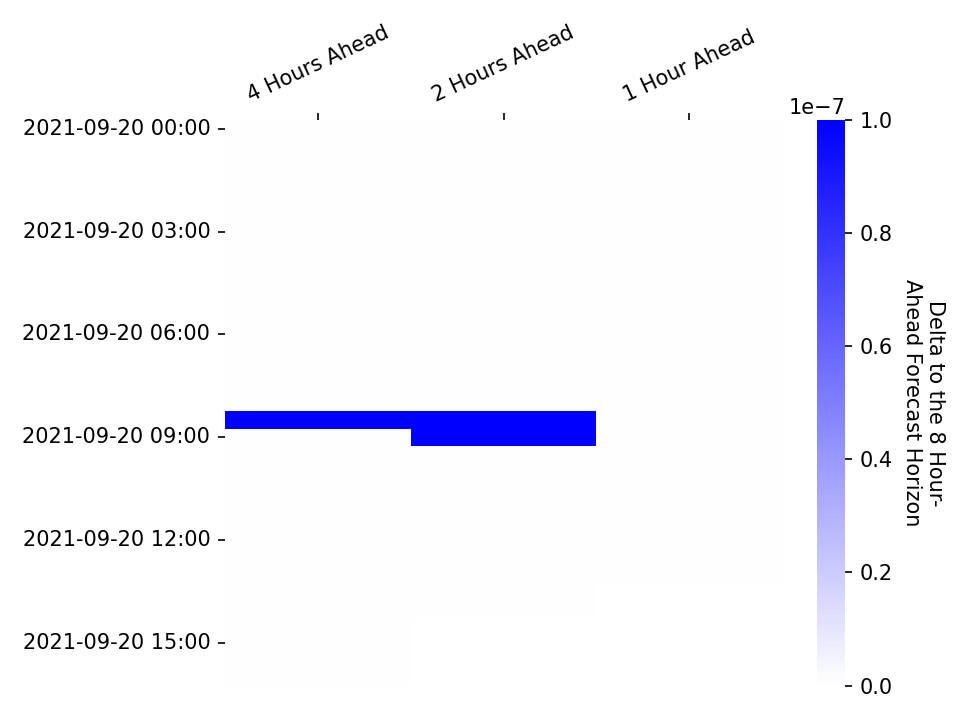 4 Hours Ahead
2 Hours Ahead
1 Hour Ahead
1e−7
2021-09-20 00:00
2021-09-20 03:00
2021-09-20 06:00
2021-09-20 09:00
2021-09-20 12:00
2021-09-20 15:00
1.0
0.8
0.6
0.4
0.2
0.0
Delta to the 8 Hour-
Ahead Forecast Horizon